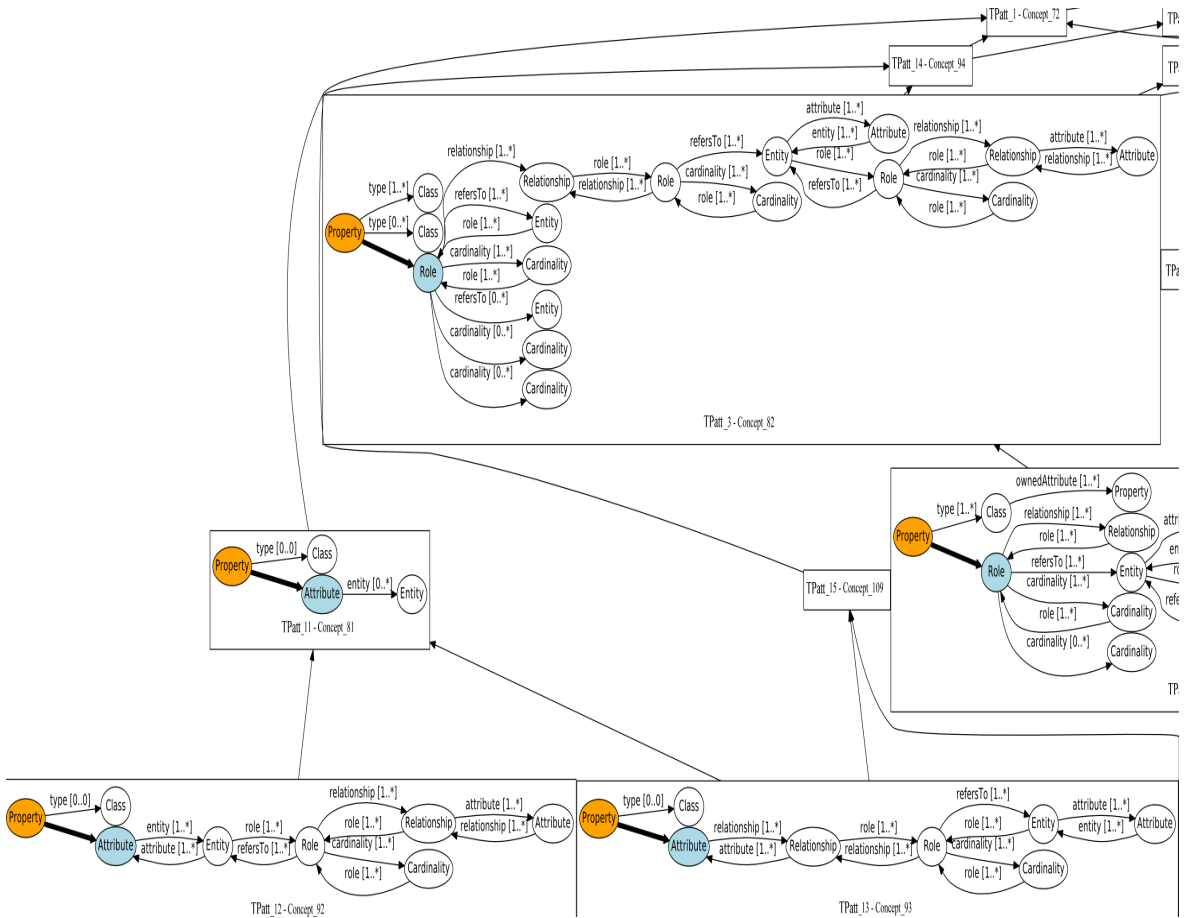 TPatt_1 - Concept_72
TPa
TPatt_14 - Concept_94
TPa
attribute [1..*]
entity [1..*]
Attribute
relationship [1..*]
attribute [1..*]
refersTo [1..*]
Entity
role [1..*]
role [1..*]
Relationship
relationship [1..*]
Attribute
relationship [1..*]
role [1..*]
cardinality [1..*]
cardinality [1..*]
Relationship
relationship [1..*]
Role
role [1..*]
Cardinality
refersTo [1..*]
Role
role [1..*]
Cardinality
type [1..*]
Class
refersTo [1..*]
type [0..*]
Class
role [1..*]
Entity
Property
cardinality [1..*]
Role
role [1..*]
Cardinality
refersTo [0..*]
Entity
cardinality [0..*]
Cardinality
cardinality [0..*]
Cardinality
TPatt_3 - Concept_82
TPa
ownedAttribute [1..*]
Property
type [1..*]
Class
relationship [1..*]
Relationship
role [1..*]
attri
Property
refersTo [1..*]
en
Role
Entity
ro
cardinality [1..*]
refe
role [1..*]
Cardinality
cardinality [0..*]
Cardinality
TPa
type [0..0]
Class
Property
entity [0..*]
Attribute
Entity
TPatt_11 - Concept_81
TPatt_15 - Concept_109
type [0..0]
Class
Property
relationship [1..*]
attribute [1..*]
entity [1..*]
role [1..*]
role [1..*]
Relationship
relationship [1..*]
Attribute
Attribute
attribute [1..*]
Entity
refersTo [1..*]
Role
cardinality [1..*]
role [1..*]
Cardinality
TPatt_12 - Concept_92
type [0..0]
Class
Property
refersTo [1..*]
attribute [1..*]
relationship [1..*]
role [1..*]
role [1..*]
Entity
entity [1..*]
Attribute
Attribute
attribute [1..*]
Relationship
relationship [1..*]
Role
cardinality [1..*]
role [1..*]
Cardinality
TPatt_13 - Concept_93